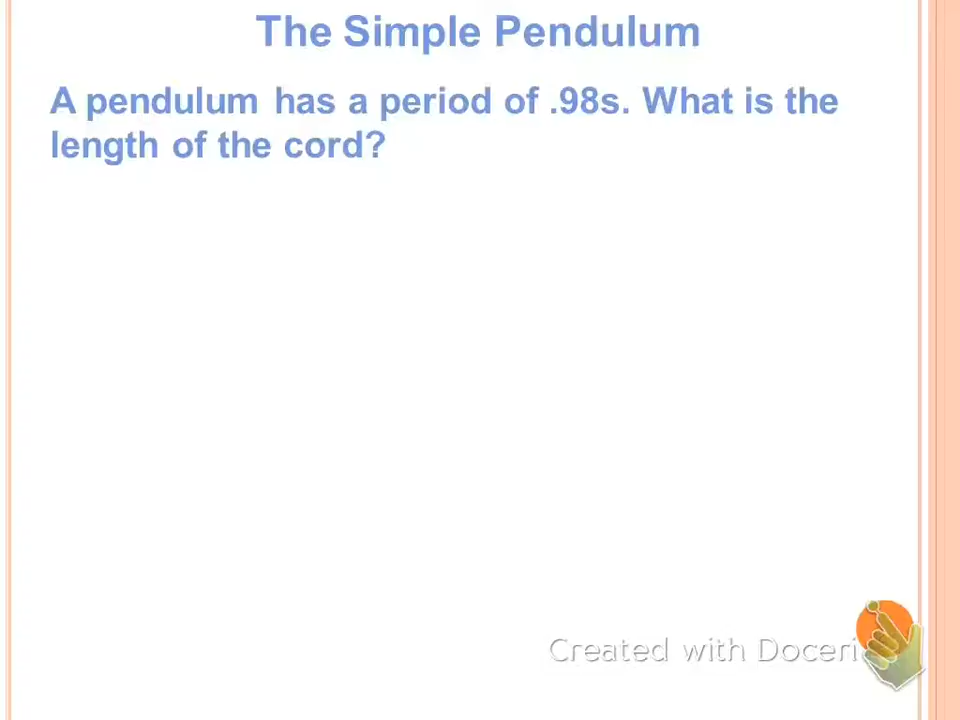 The Simple Pendulum
A pendulum has a period of .98s. What is the
length of the cord?
Created with Doceri